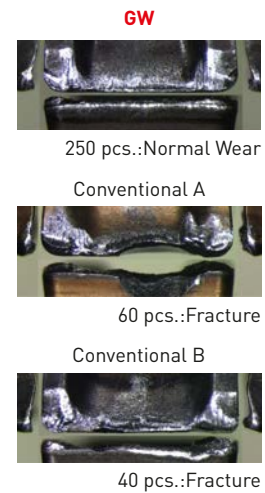 GW
250 pcs.:Normal Wear
Conventional A
60 pcs.:Fracture
Conventional B
40 pcs.:Fracture